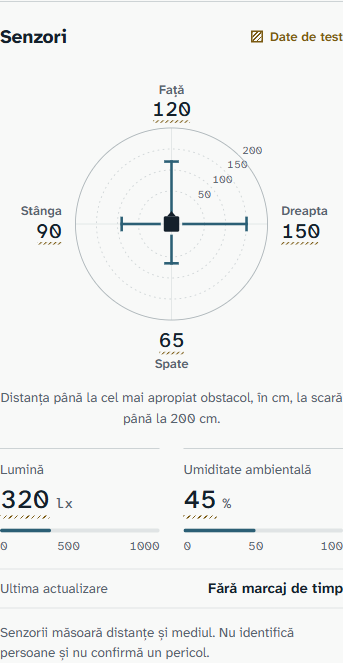 Senzori
Date de test
Față
120
200
150
100
50
Stânga
90
Dreapta
150
65
Spate
Distanța până la cel mai apropiat obstacol, în cm, la scară
până la 200 cm.
Lumină
320 lx
0 500 1000
Umiditate ambientală
45 %
0 50 100
Ultima actualizare
Fără marcaj de timp
Senzorii măsoară distanțe și mediul. Nu identifică
persoane și nu confirmă un pericol.